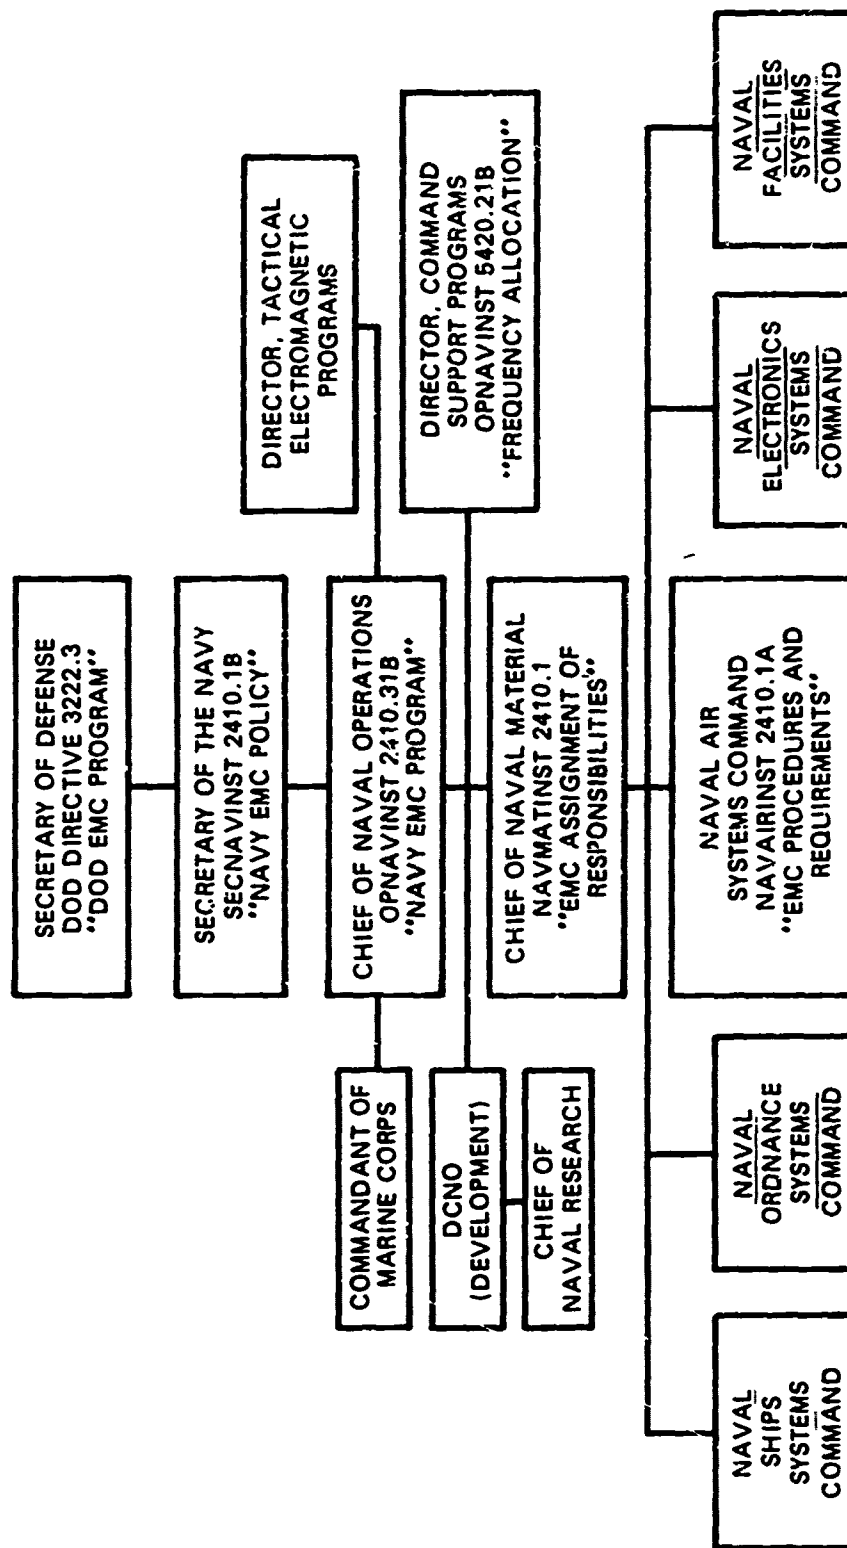 SECRETARY OF DEFENSE
DOD DIRECTIVE 3222.3
"DOD EMC PROGRAM"
SECRETARY OF THE NAVY
SECNAVINST 2410.1B
"NAVY EMC POLICY"
DIRECTOR, TACTICAL
ELECTROMAGNETIC
PROGRAMS
CHIEF OF NAVAL OPERATIONS
OPNAVINST 2410.31B
"NAVY EMC PROGRAM"
COMMANDANT OF
MARINE CORPS
DIRECTOR, COMMAND
SUPPORT PROGRAMS
OPNAVINST 5420.21B
"FREQUENCY ALLOCATION"
DCNO
(DEVELOPMENT)
CHIEF OF
NAVAL RESEARCH
CHIEF OF NAVAL MATERIAL
NAVMATINST 2410.1
"EMC ASSIGNMENT OF
RESPONSIBILITIES"
NAVAL
SHIPS
SYSTEMS
COMMAND
NAVAL
ORDNANCE
SYSTEMS
COMMAND
NAVAL AIR
SYSTEMS COMMAND
NAVAIRINST 2410.1A
"EMC PROCEDURES AND
REQUIREMENTS"
NAVAL
ELECTRONICS
SYSTEMS
COMMAND
NAVAL
FACILITIES
SYSTEMS
COMMAND